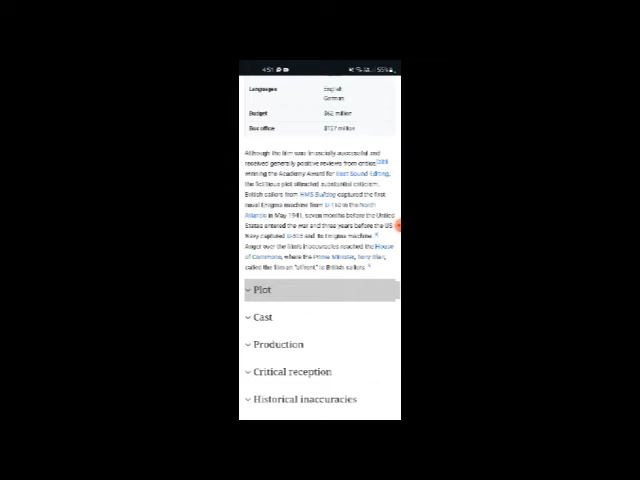 4:51
55%
Languages English
German
Budget $62 million
Box office $127 million
Although the film was financially successful and
received generally positive reviews from critics,
winning the Academy Award for Best Sound Editing,
the fictitious plot attracted substantial criticism.
British sailors from HMS Bulldog captured the first
naval Enigma machine from U-110 in the North
Atlantic in May 1941, seven months before the United
States entered the war and three years before the US
Navy captured U-505 and its Enigma machine.
Anger over the film's inaccuracies reached the House
of Commons, where the Prime Minister, Tony Blair,
called the film an "affront" to British sailors.
Plot
Cast
Production
Critical reception
Historical inaccuracies